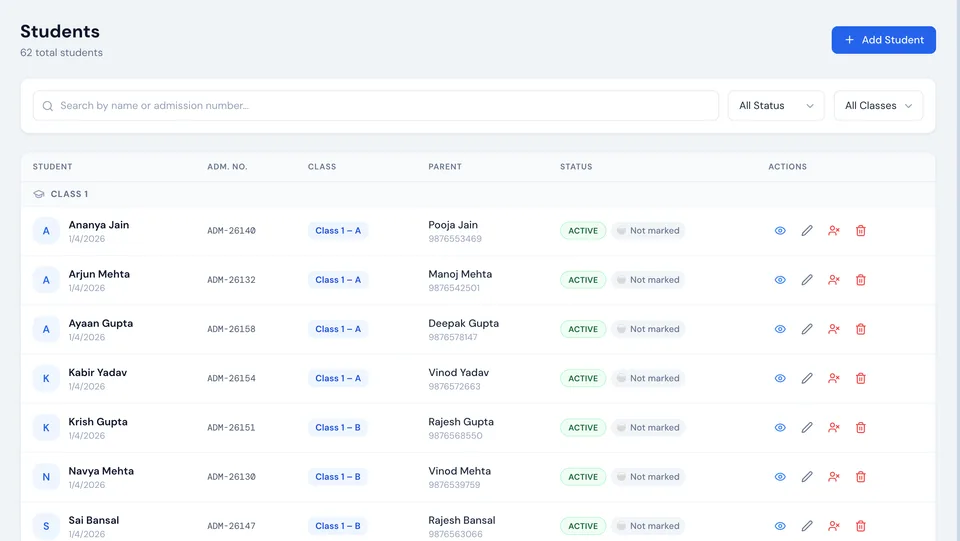 Students
62 total students
+ Add Student
Search by name or admission number...
All Status
All Classes
STUDENT ADM. NO. CLASS PARENT STATUS ACTIONS
CLASS 1
A Ananya Jain ADM-26140 Class 1 – A Pooja Jain ACTIVE Not marked
1/4/2026 9876553469
A Arjun Mehta ADM-26132 Class 1 – A Manoj Mehta ACTIVE Not marked
1/4/2026 9876542501
A Ayaan Gupta ADM-26158 Class 1 – A Deepak Gupta ACTIVE Not marked
1/4/2026 9876578147
K Kabir Yadav ADM-26154 Class 1 – A Vinod Yadav ACTIVE Not marked
1/4/2026 9876572663
K Krish Gupta ADM-26151 Class 1 – B Rajesh Gupta ACTIVE Not marked
1/4/2026 9876568550
N Navya Mehta ADM-26130 Class 1 – B Vinod Mehta ACTIVE Not marked
1/4/2026 9876539759
S Sai Bansal ADM-26147 Class 1 – B Rajesh Bansal ACTIVE Not marked
1/4/2026 9876563066